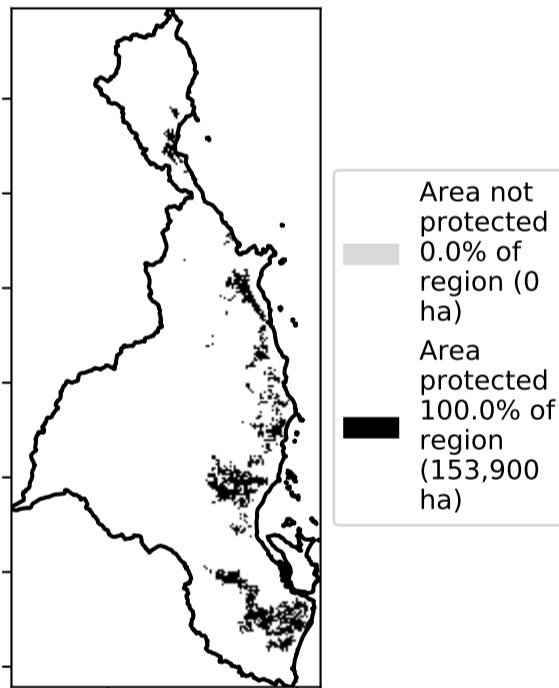 Area not
protected
0.0% of
region (0
ha)
Area
protected
100.0% of
region
(153,900
ha)